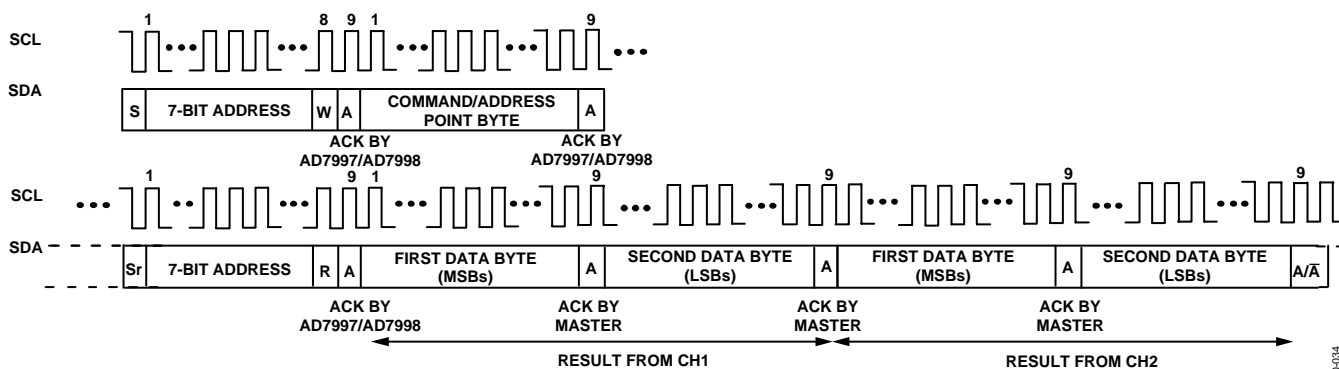 1 8 9 1 9
SCL
SDA
S 7-BIT ADDRESS W A COMMAND/ADDRESS POINT BYTE A
ACK BY AD7997/AD7998 ACK BY AD7997/AD7998
1 9 1 9 9 9 9
SCL
SDA
Sr 7-BIT ADDRESS R A FIRST DATA BYTE (MSBs) A SECOND DATA BYTE (LSBs) A FIRST DATA BYTE (MSBs) A SECOND DATA BYTE (LSBs) A/A̅
ACK BY AD7997/AD7998 ACK BY MASTER ACK BY MASTER ACK BY MASTER
RESULT FROM CH1 RESULT FROM CH2
-034